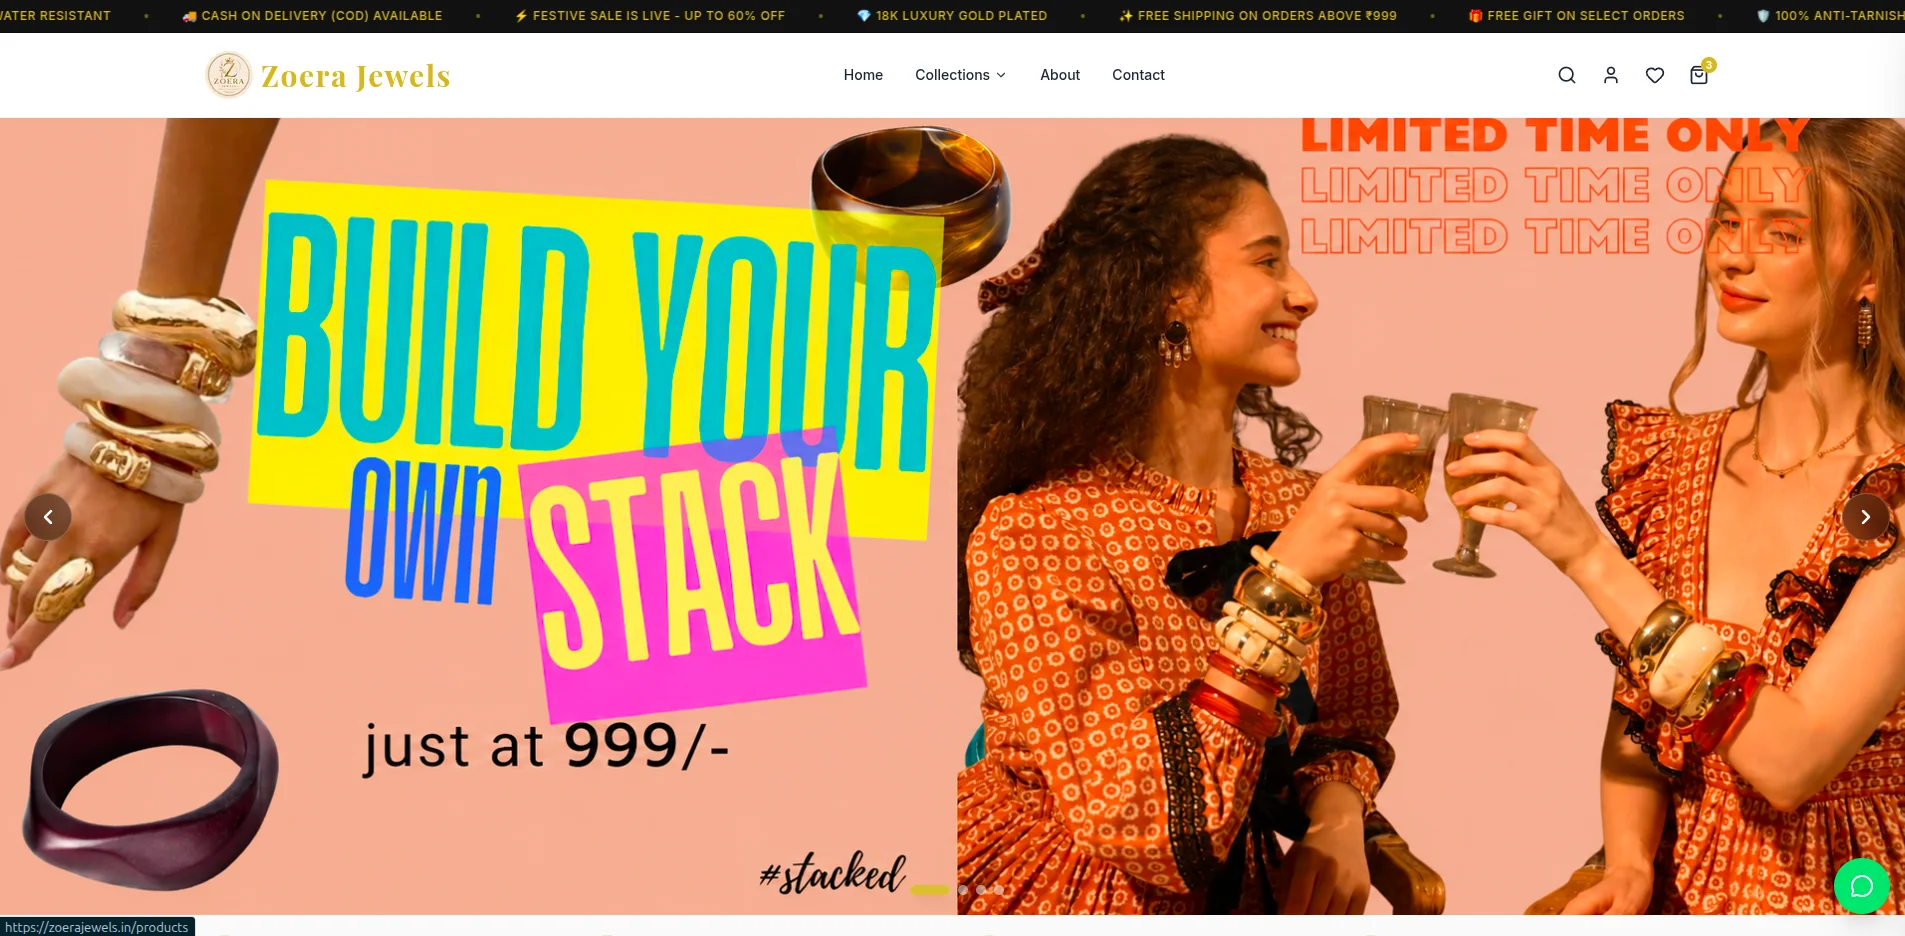 WATER RESISTANT • 🚚 CASH ON DELIVERY (COD) AVAILABLE • ⚡ FESTIVE SALE IS LIVE - UP TO 60% OFF • 💎 18K LUXURY GOLD PLATED • ✨ FREE SHIPPING ON ORDERS ABOVE ₹999 • 🎁 FREE GIFT ON SELECT ORDERS • 🛡️ 100% ANTI-TARNISH
ZOERA
Zoera Jewels
Home
Collections
About
Contact
3
LIMITED TIME ONLY
LIMITED TIME ONLY
LIMITED TIME ONLY
BUILD YOUR
OWN STACK
just at 999/-
#stacked
https://zoerajewels.in/products